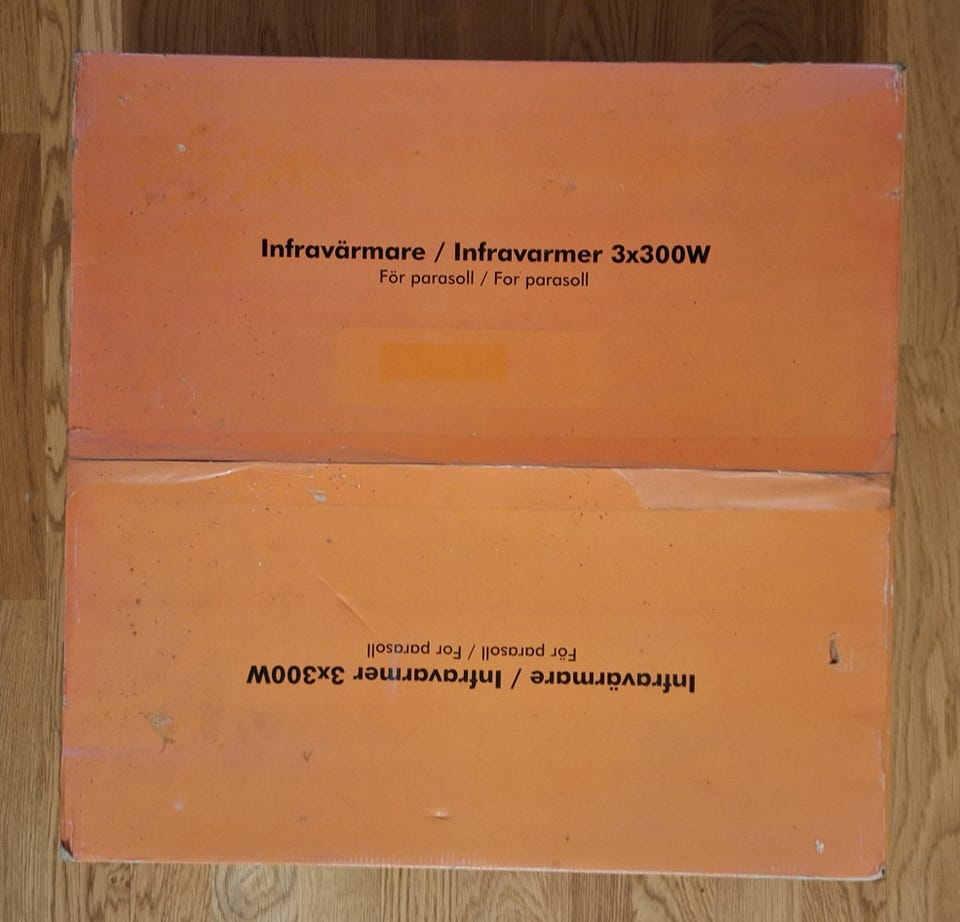 Infravärmare / Infravarmer 3x300W
För parasoll / For parasoll
Infravärmare / Infravarmer 3x300W
För parasoll / For parasoll